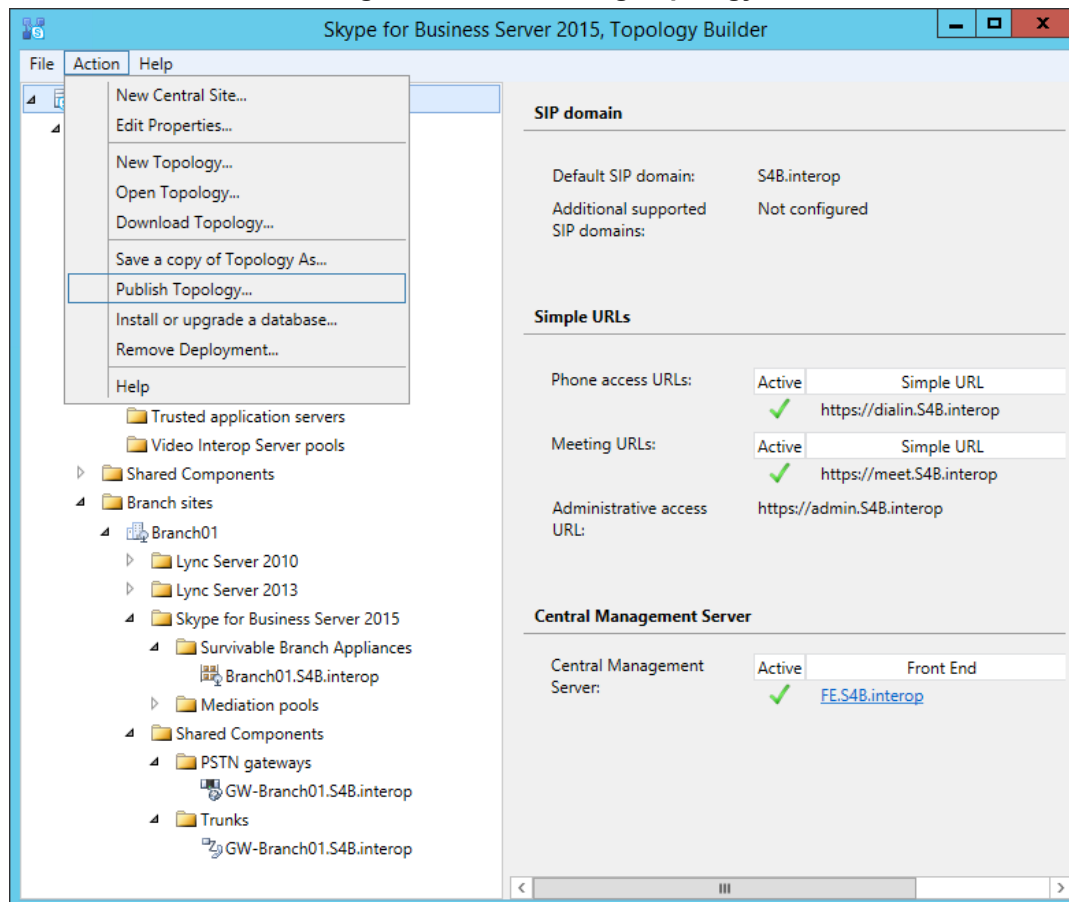 Skype for Business Server 2015, Topology Builder
File Action Help
New Central Site...
Edit Properties...
New Topology...
Open Topology...
Download Topology...
Save a copy of Topology As...
Publish Topology...
Install or upgrade a database...
Remove Deployment...
Help
Trusted application servers
Video Interop Server pools
Shared Components
Branch sites
Branch01
Lync Server 2010
Lync Server 2013
Skype for Business Server 2015
Survivable Branch Appliances
Branch01.S4B.interop
Mediation pools
Shared Components
PSTN gateways
GW-Branch01.S4B.interop
Trunks
GW-Branch01.S4B.interop
SIP domain
Default SIP domain: S4B.interop
Additional supported Not configured
SIP domains:
Simple URLs
Phone access URLs: Active Simple URL
https://dialin.S4B.interop
Meeting URLs: Active Simple URL
https://meet.S4B.interop
Administrative access https://admin.S4B.interop
URL:
Central Management Server
Central Management Active Front End
Server: FE.S4B.interop